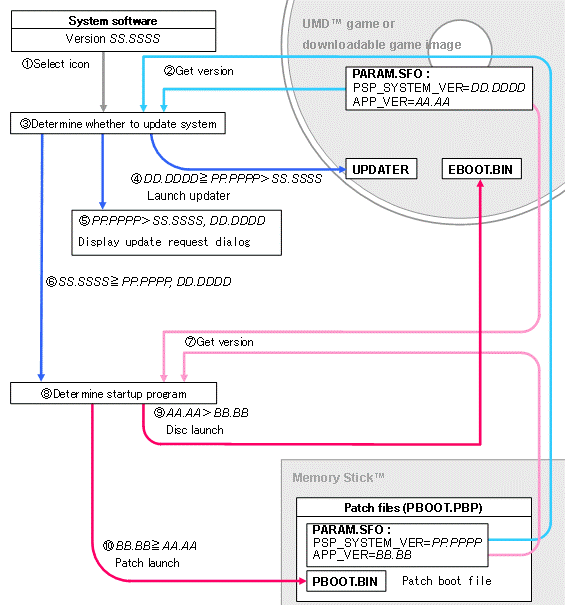 System software
Version SS.SSSS
①Select icon
UMD™ game or
downloadable game image
②Get version
PARAM.SFO :
PSP_SYSTEM_VER=DD.DDDD
APP_VER=AA.AA
③Determine whether to update system
④DD.DDDD≧PP.PPPP>SS.SSSS
Launch updater
UPDATER
EBOOT.BIN
⑤PP.PPPP>SS.SSSS, DD.DDDD
Display update request dialog
⑥SS.SSSS≧PP.PPPP, DD.DDDD
⑦Get version
⑧Determine startup program
⑨AA.AA>BB.BB
Disc launch
Memory Stick™
Patch files (PBOOT.PBP)
PARAM.SFO :
PSP_SYSTEM_VER=PP.PPPP
APP_VER=BB.BB
⑩BB.BB≧AA.AA
Patch launch
PBOOT.BIN
Patch boot file